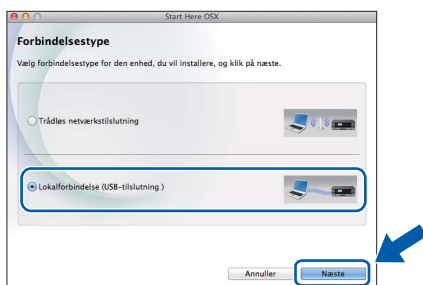 Start Here OSX
Forbindelsestype
Vælg forbindelsestype for den enhed, du vil installere, og klik på næste.
Trådløs netværkstilslutning
Lokalforbindelse (USB-tilslutning )
Annuller
Næste